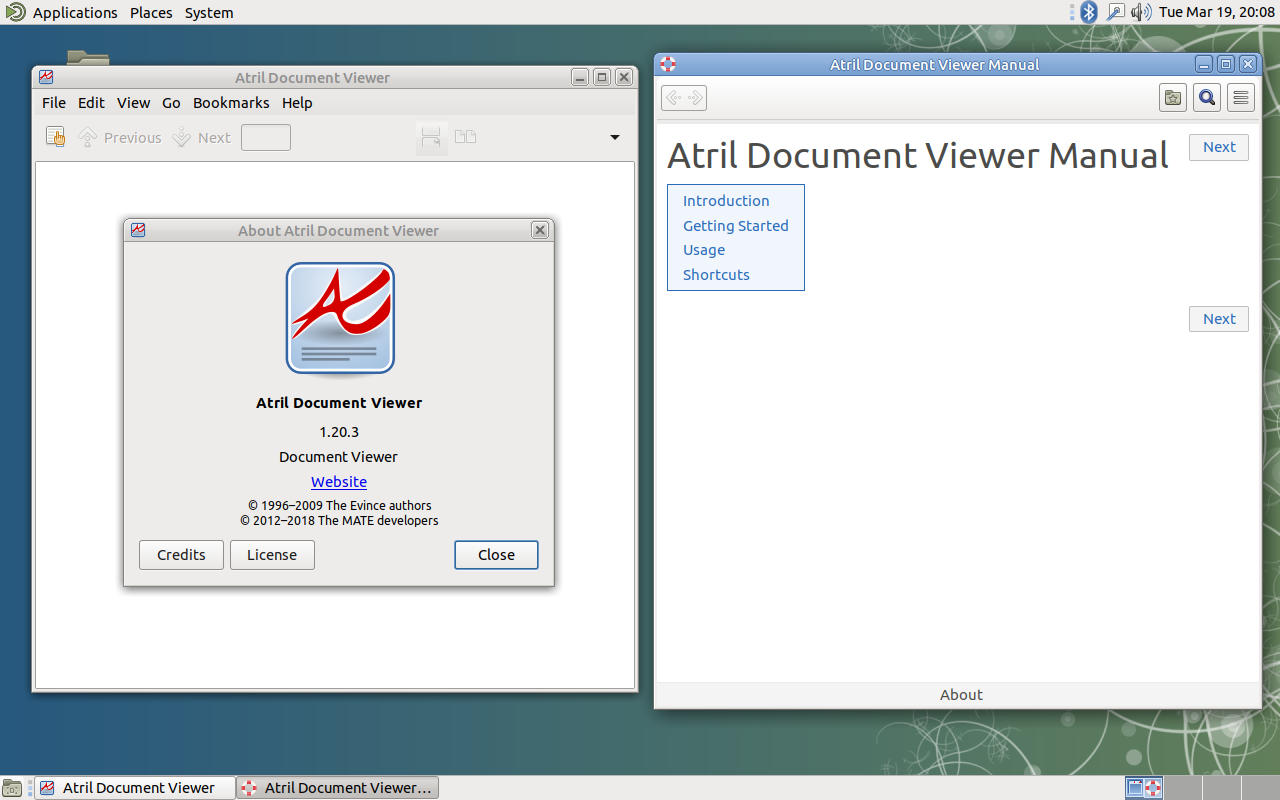 Applications Places System Tue Mar 19, 20:08
Atril Document Viewer
File Edit View Go Bookmarks Help
Previous Next
About Atril Document Viewer
Atril Document Viewer
1.20.3
Document Viewer
Website
© 1996–2009 The Evince authors
© 2012–2018 The MATE developers
Credits License Close
Atril Document Viewer Manual
Atril Document Viewer Manual Next
Introduction
Getting Started
Usage
Shortcuts
Next
About
Atril Document Viewer Atril Document Viewer...